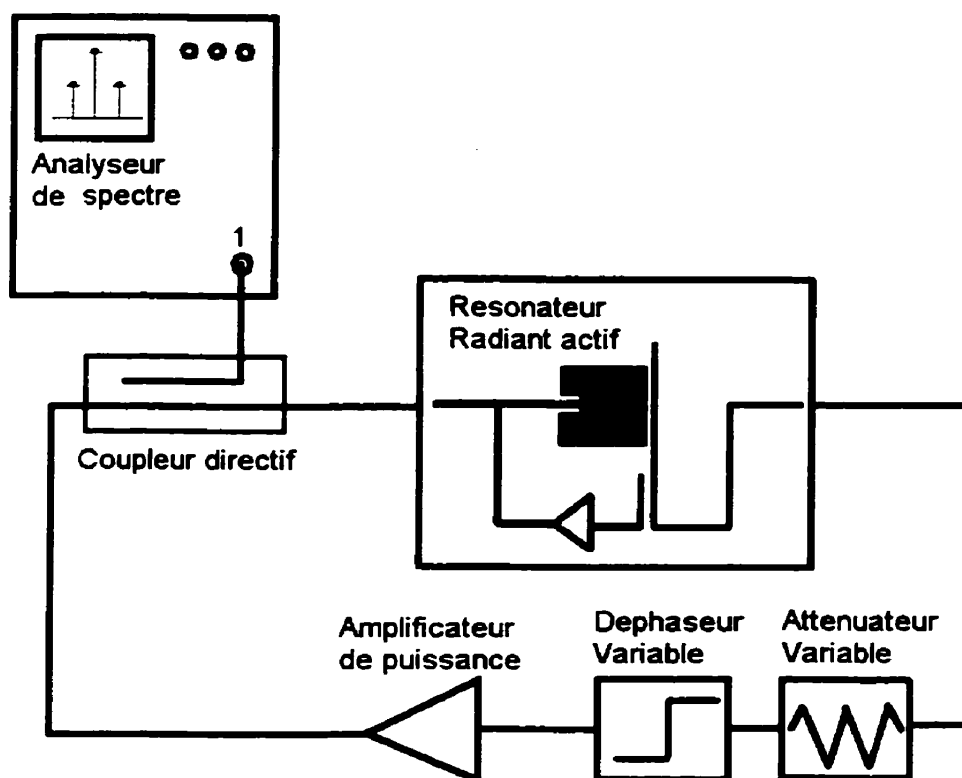 Analyseur
de spectre
1
Resonateur
Radiant actif
Coupleur directif
Amplificateur
de puissance
Dephaseur
Variable
Attenuateur
Variable